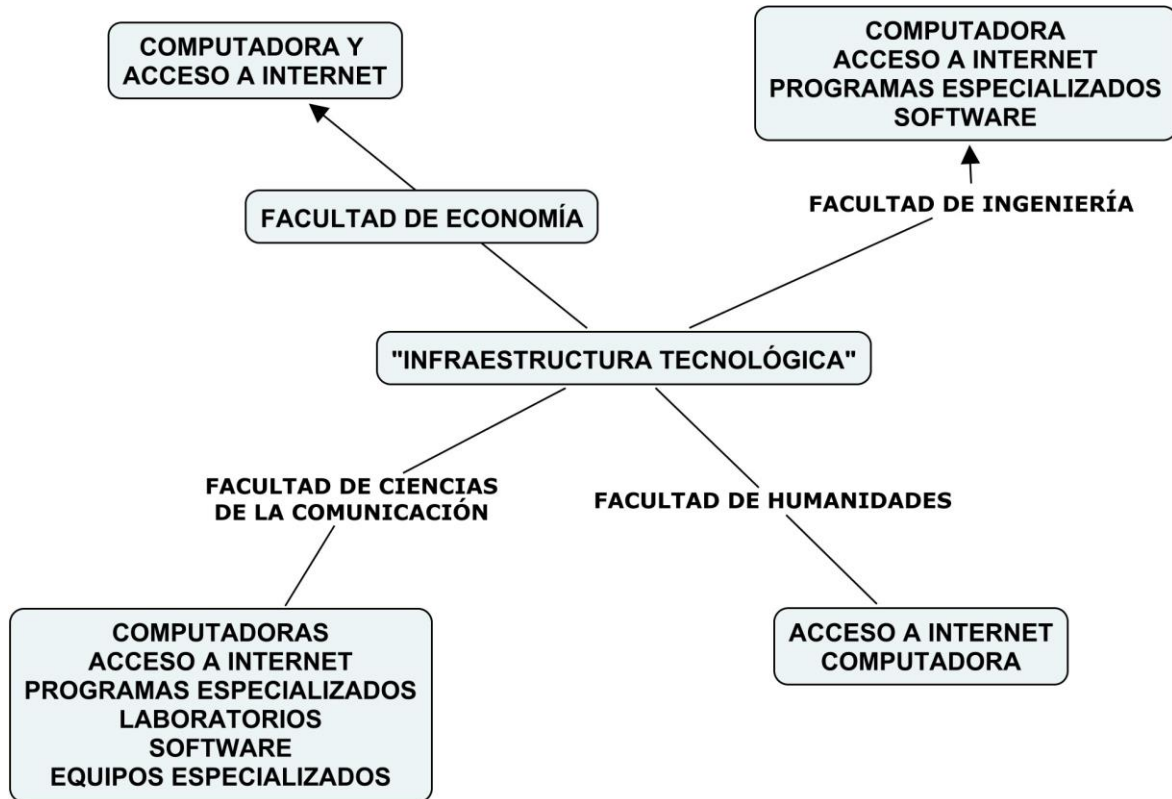 COMPUTADORA Y
ACCESO A INTERNET
COMPUTADORA
ACCESO A INTERNET
PROGRAMAS ESPECIALIZADOS
SOFTWARE
FACULTAD DE ECONOMÍA
FACULTAD DE INGENIERÍA
"INFRAESTRUCTURA TECNOLÓGICA"
FACULTAD DE CIENCIAS
DE LA COMUNICACIÓN
FACULTAD DE HUMANIDADES
COMPUTADORAS
ACCESO A INTERNET
PROGRAMAS ESPECIALIZADOS
LABORATORIOS
SOFTWARE
EQUIPOS ESPECIALIZADOS
ACCESO A INTERNET
COMPUTADORA